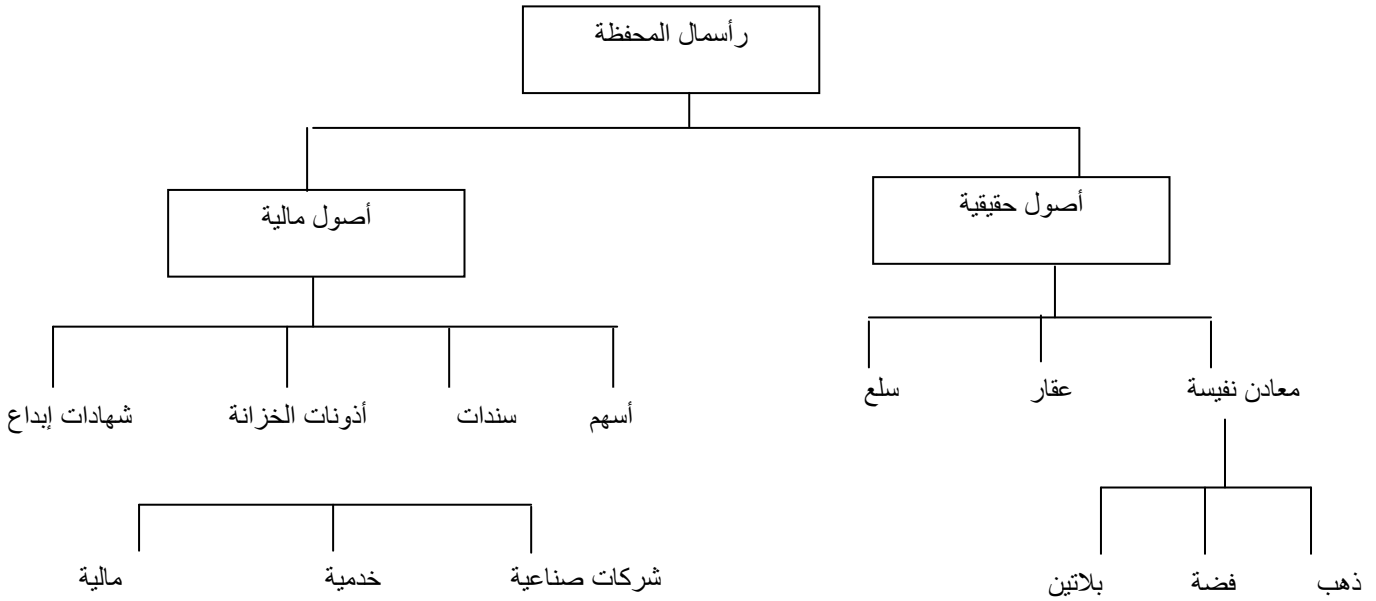 رأسمال المحفظة
أصول حقيقية
أصول مالية
معادن نفيسة
عقار
سلع
أسهم
سندات
أذونات الخزانة
شهادات إبداع
ذهب
فضة
بلاتين
شركات صناعية
خدمية
مالية